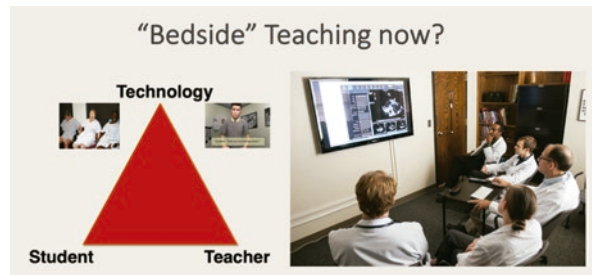 “Bedside” Teaching now?
Technology
Student
Teacher